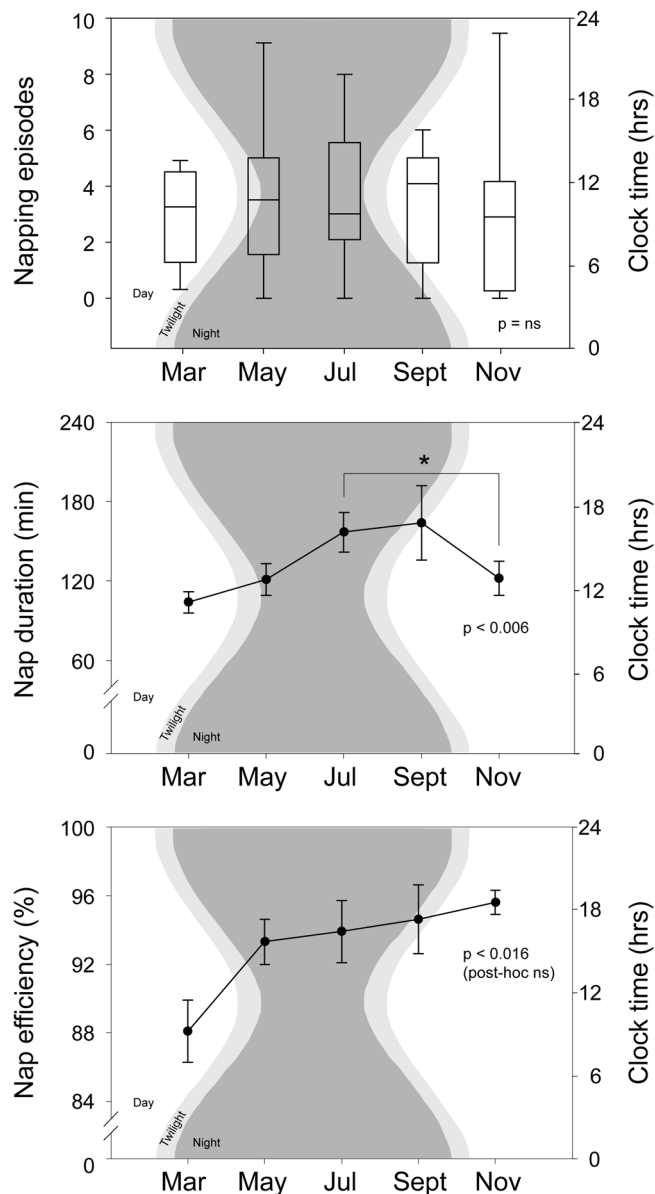 10
8
6
4
2
0
Napping episodes
24
18
12
6
0
Clock time (hrs)
Day
Twilight
Night
p = ns
Mar May Jul Sept Nov
240
180
120
60
0
Nap duration (min)
24
18
12
6
0
Clock time (hrs)
*
p < 0.006
Day
Twilight
Night
Mar May Jul Sept Nov
100
96
92
88
84
0
Nap efficiency (%)
24
18
12
6
0
Clock time (hrs)
p < 0.016
(post-hoc ns)
Day
Twilight
Night
Mar May Jul Sept Nov